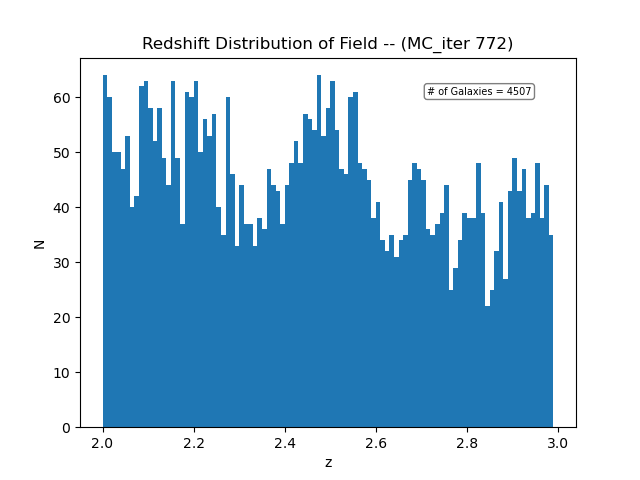 Redshift Distribution of Field -- (MC_iter 772)
# of Galaxies = 4507
60
50
40
30
20
10
0
N
2.0 2.2 2.4 2.6 2.8 3.0
z